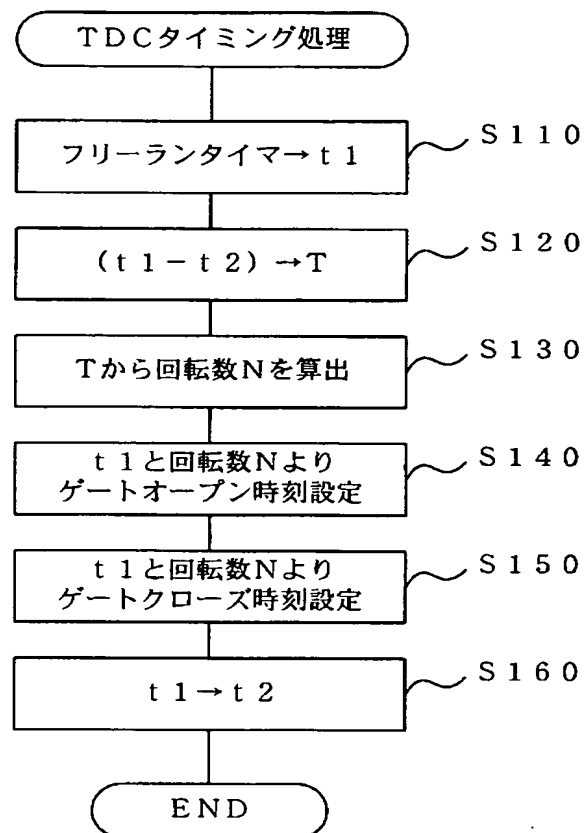 TDCタイミング処理
フリーランタイマ→t1
S110
(t1-t2)→T
S120
Tから回転数Nを算出
S130
t1と回転数Nより
ゲートオープン時刻設定
S140
t1と回転数Nより
ゲートクローズ時刻設定
S150
t1→t2
S160
END